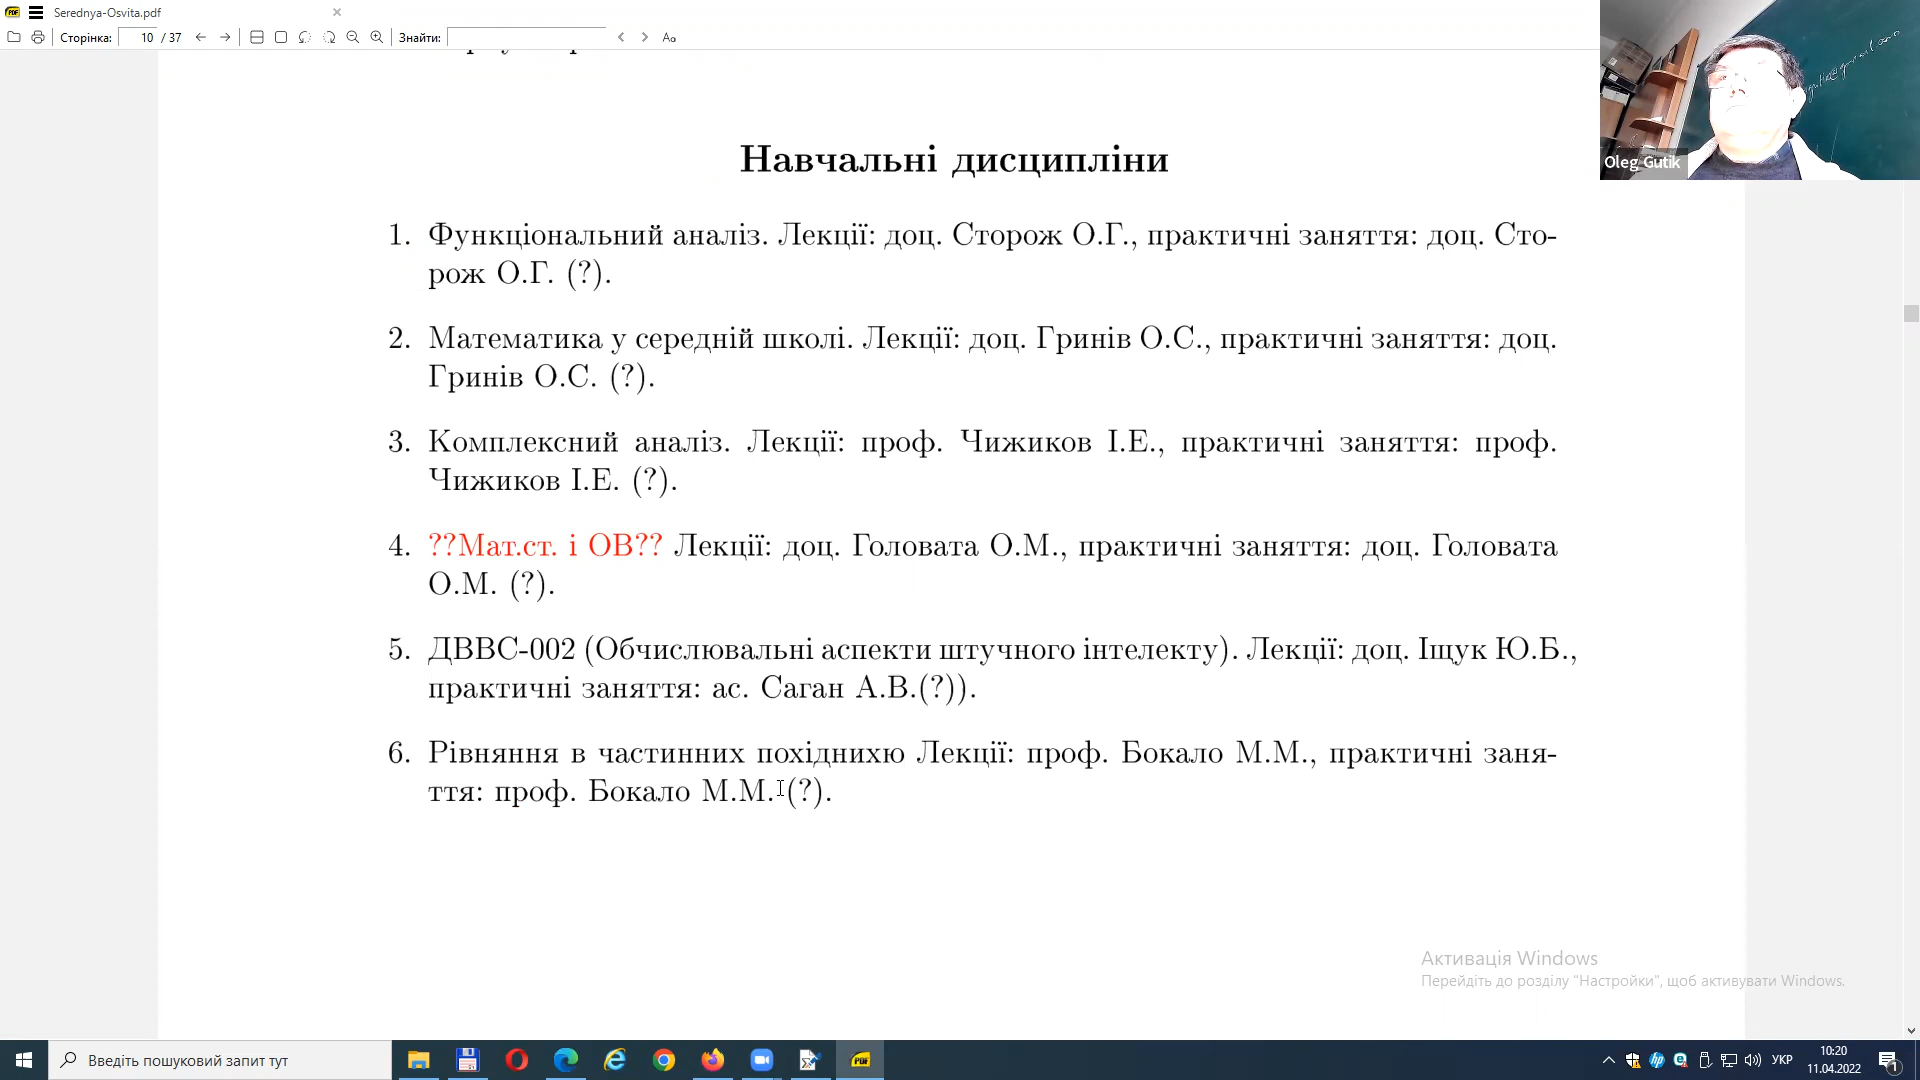 Serednya-Osvita.pdf
Сторінка: 10 / 37 Знайти: Aa
Oleg Gutik
Навчальні дисципліни
1. Функціональний аналіз. Лекції: доц. Сторож О.Г., практичні заняття: доц. Сто-
рож О.Г. (?).
2. Математика у середній школі. Лекції: доц. Гринів О.С., практичні заняття: доц.
Гринів О.С. (?).
3. Комплексний аналіз. Лекції: проф. Чижиков І.Е., практичні заняття: проф.
Чижиков І.Е. (?).
4. ??Мат.ст. і ОВ?? Лекції: доц. Головата О.М., практичні заняття: доц. Головата
О.М. (?).
5. ДВВС-002 (Обчислювальні аспекти штучного інтелекту). Лекції: доц. Іщук Ю.Б.,
практичні заняття: ас. Саган А.В.(?)).
6. Рівняння в частинних похіднихю Лекції: проф. Бокало М.М., практичні заня-
ття: проф. Бокало М.М. (?).
Активація Windows
Перейдіть до розділу "Настройки", щоб активувати Windows.
Введіть пошуковий запит тут
УКР
10:20
11.04.2022